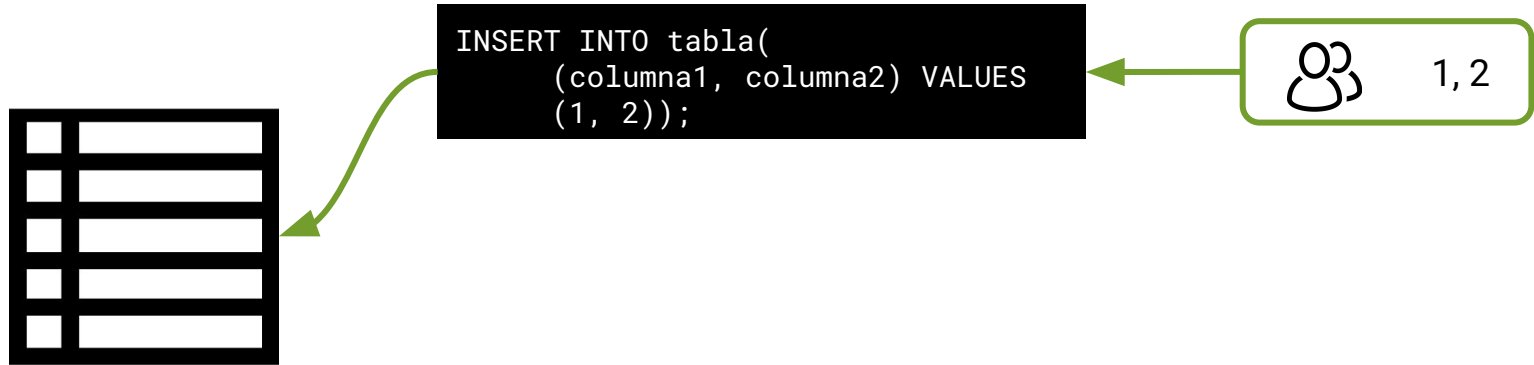 INSERT INTO tabla(
(columna1, columna2) VALUES
(1, 2));
1, 2